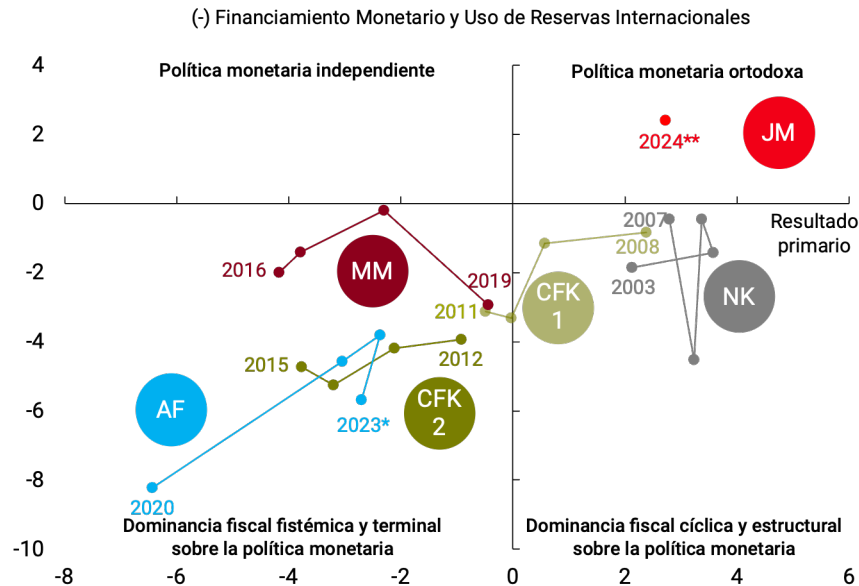 (-) Financiamiento Monetario y Uso de Reservas Internacionales
4
Política monetaria independiente
Política monetaria ortodoxa
2
2024**
JM
0
2016
MM
2019
2011
CFK
1
2007
2008
2003
NK
Resultado
primario
-2
-4
2015
2012
AF
2023*
CFK
2
-6
-8
2020
Dominancia fiscal fistémica y terminal
sobre la política monetaria
Dominancia fiscal cíclica y estructural
sobre la política monetaria
-10
-8
-6
-4
-2
0
2
4
6